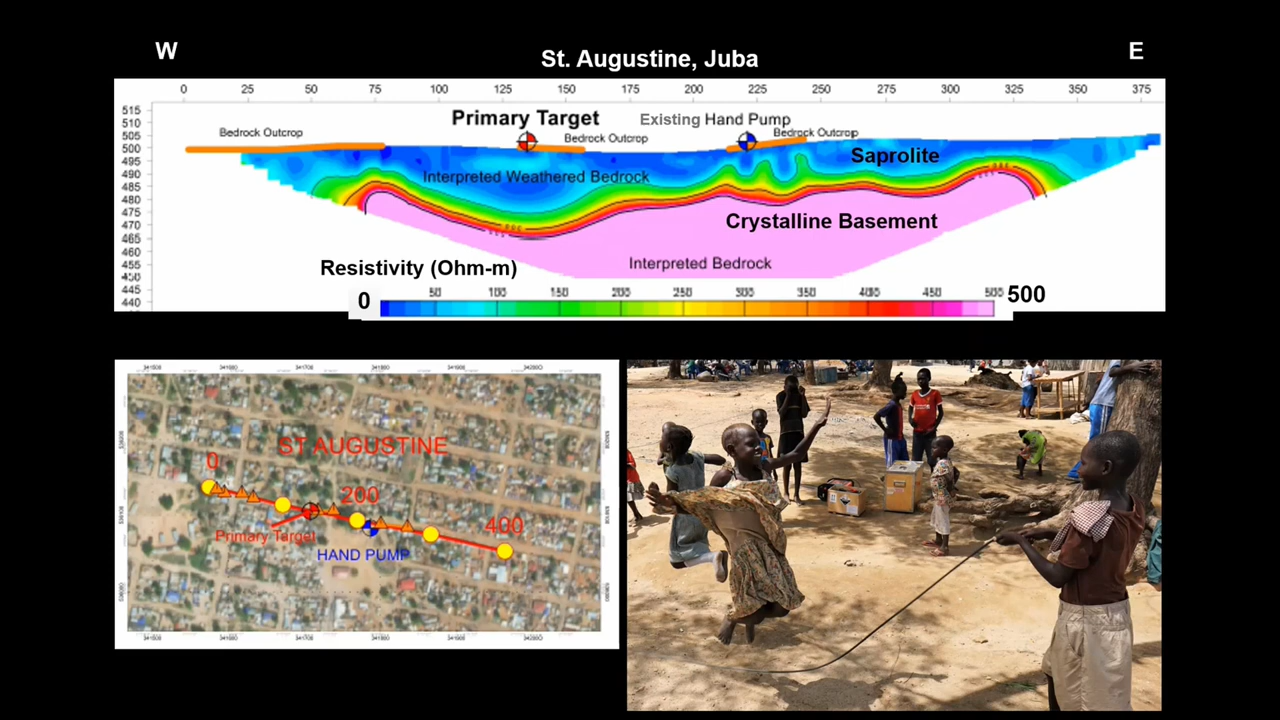 W
E
St. Augustine, Juba
0 25 50 75 100 125 150 175 200 225 250 275 300 325 350 375
515
510
505
500
495
490
485
480
475
470
465
460
455
450
445
440
Primary Target
Existing Hand Pump
Bedrock Outcrop
Bedrock Outcrop
Bedrock Outcrop
Saprolite
Interpreted Weathered Bedrock
Crystalline Basement
Interpreted Bedrock
Resistivity (Ohm-m)
0 50 100 150 200 250 300 350 400 450 500 500
ST AUGUSTINE
0
200
400
Primary Target
HAND PUMP